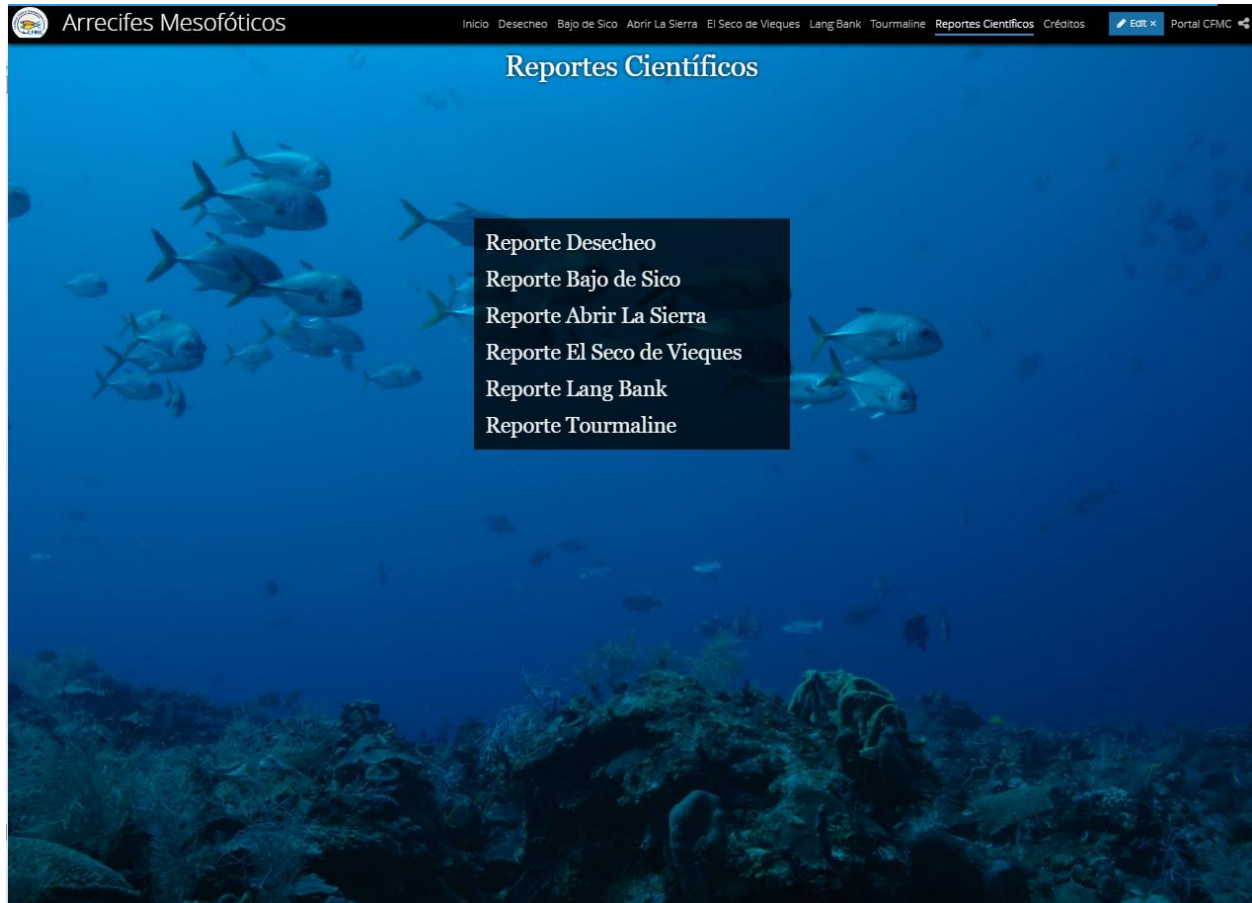 CFMC
Arrecifes Mesofóticos
Inicio Desecheo Bajo de Sico Abrir La Sierra El Seco de Vieques Lang Bank Tourmaline Reportes Científicos Créditos Edit × Portal CFMC
Reportes Científicos
Reporte Desecheo
Reporte Bajo de Sico
Reporte Abrir La Sierra
Reporte El Seco de Vieques
Reporte Lang Bank
Reporte Tourmaline